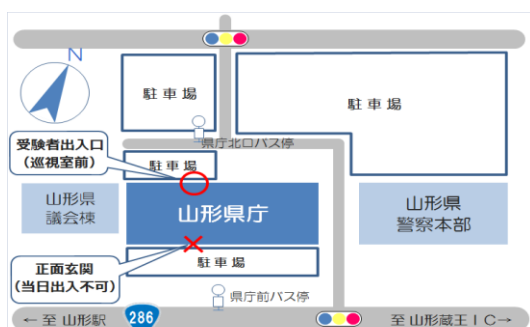 N
駐車場
駐車場
県庁北口バス停
受験者出入口
(巡視室前)
駐車場
山形県
議会棟
山形県庁
山形県
警察本部
正面玄関
(当日出入不可)
駐車場
県庁前バス停
← 至 山形駅
286
至 山形蔵王IC→